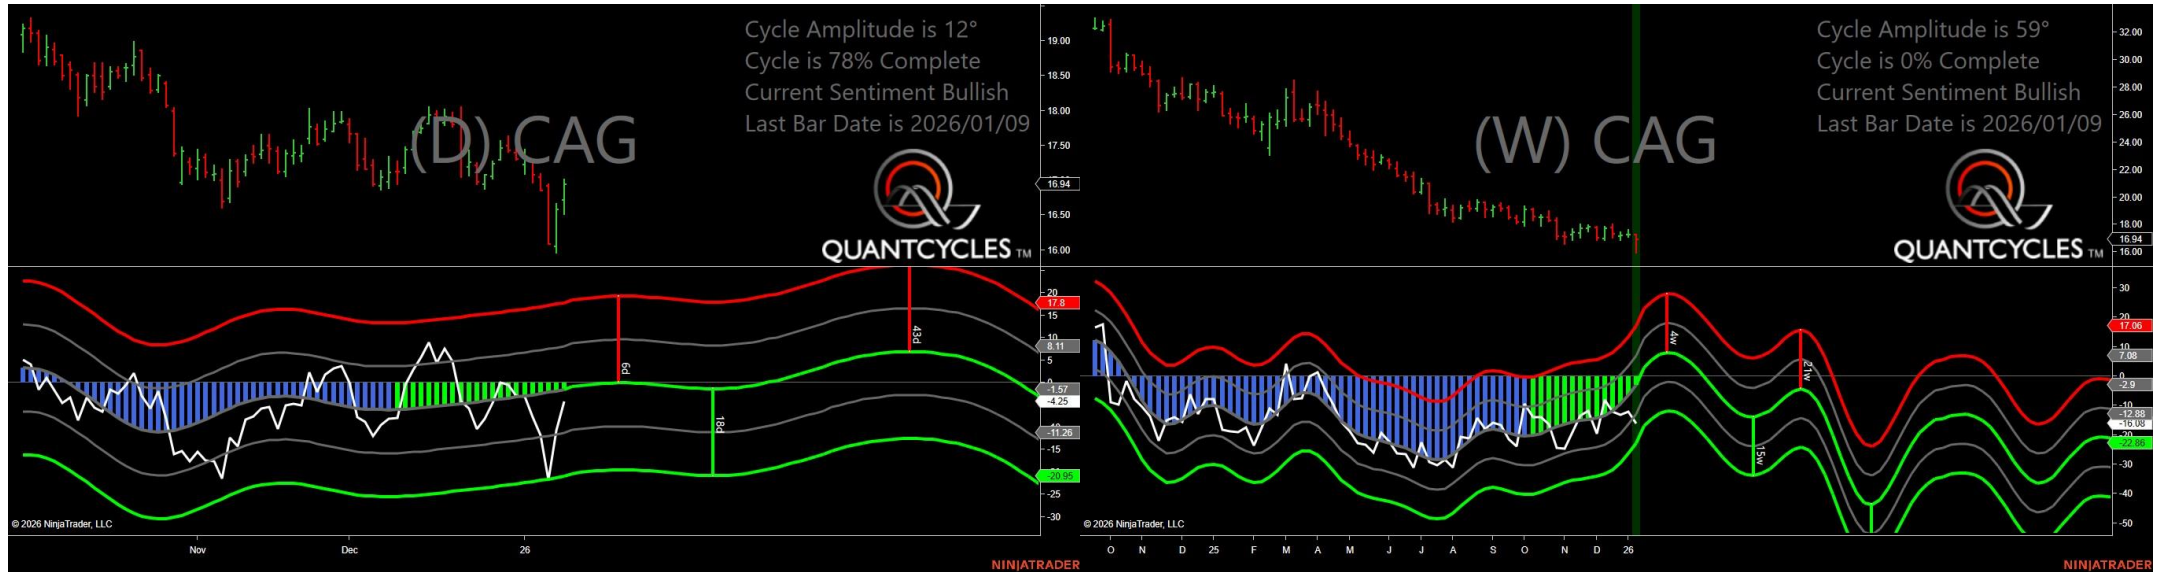 Cycle Amplitude is 12°
Cycle is 78% Complete
Current Sentiment Bullish
Last Bar Date is 2026/01/09
(D) CAG
QUANTCYCLES TM
19.00
18.50
18.00
17.50
16.94
16.50
16.00
20
17.8
15
10
8.11
5
-1.57
-4.25
-11.26
-15
-20.95
-25
-30
6d
18d
43d
© 2026 NinjaTrader, LLC
Nov
Dec
26
NINJATRADER
Cycle Amplitude is 59°
Cycle is 0% Complete
Current Sentiment Bullish
Last Bar Date is 2026/01/09
(W) CAG
QUANTCYCLES TM
32.00
30.00
28.00
26.00
24.00
22.00
20.00
18.00
16.94
16.00
30
20
17.06
7.08
0
-2.9
-10
-12.88
-16.08
-22.86
-30
-40
-50
4w
15w
21w
© 2026 NinjaTrader, LLC
O N D 25 F M A M J J A S O N D 26
NINJATRADER